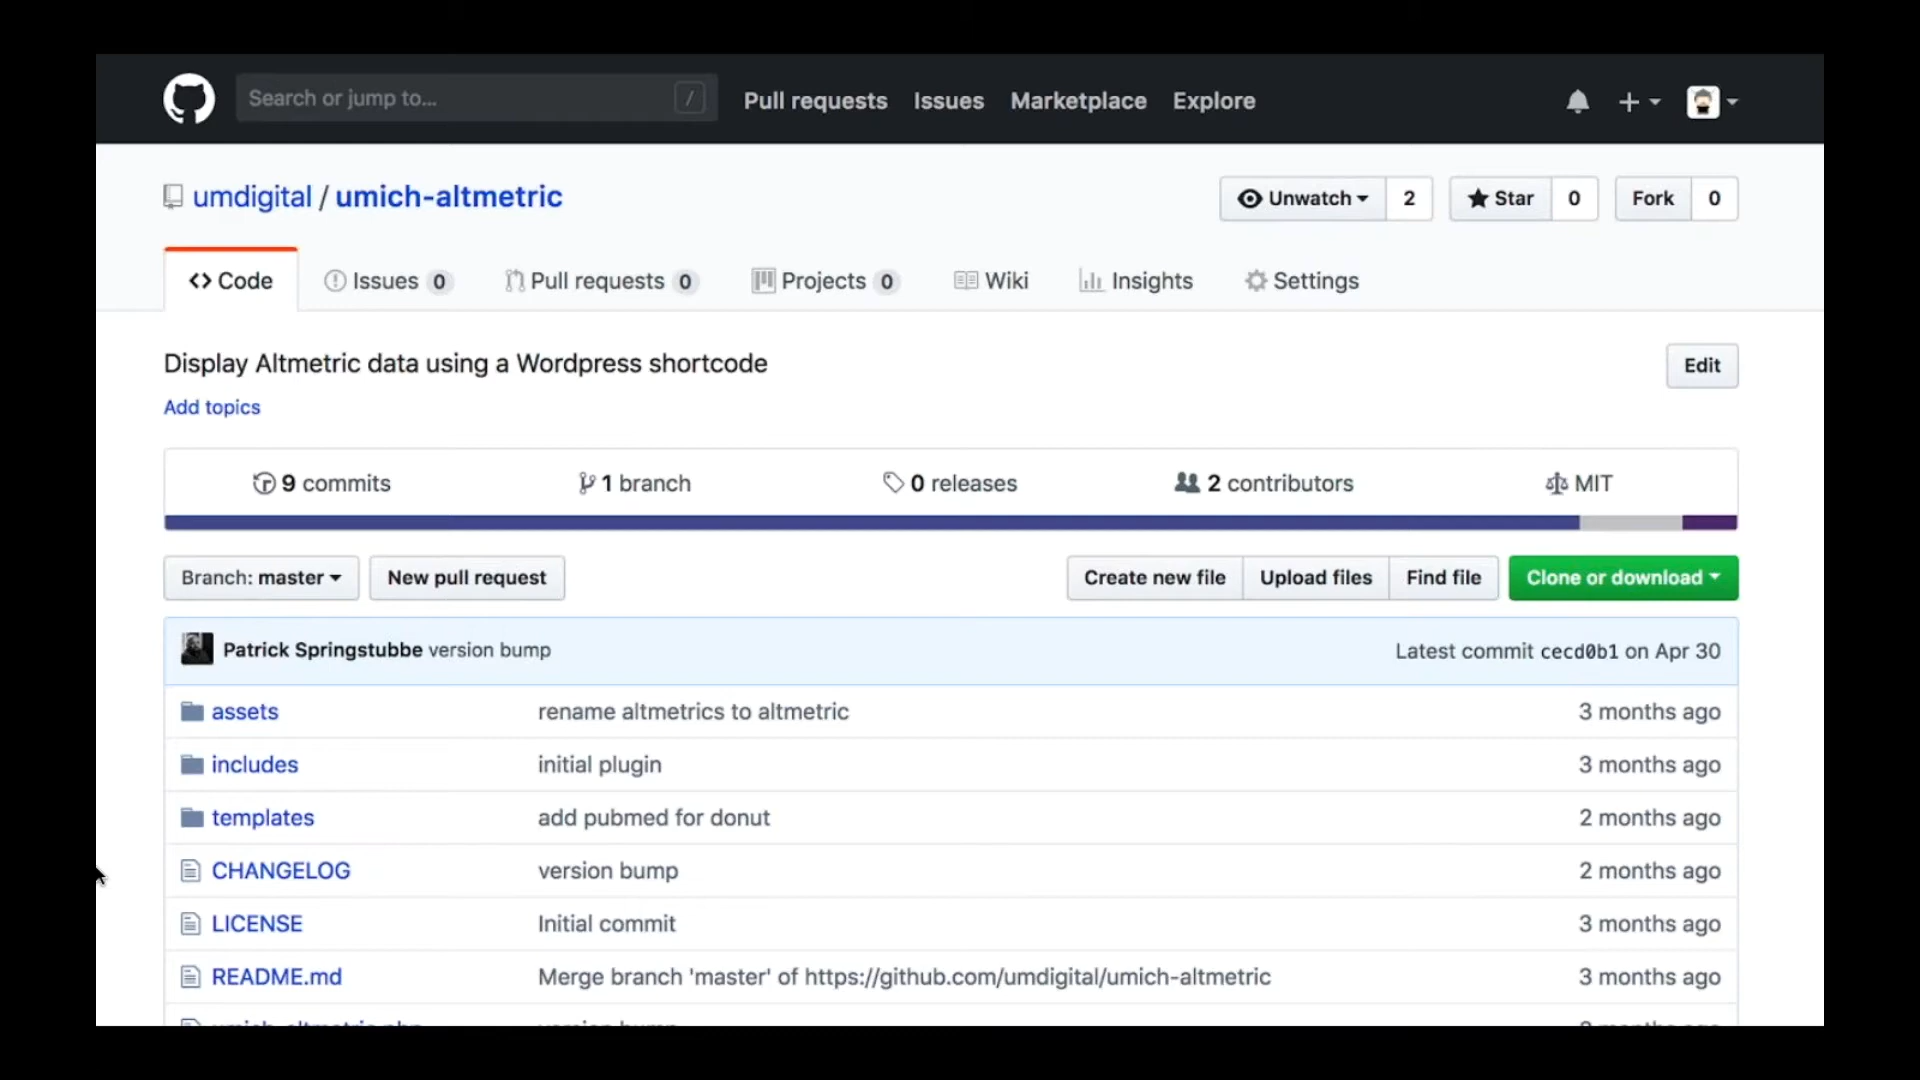 Search or jump to... / Pull requests Issues Marketplace Explore
umdigital / umich-altmetric Unwatch 2 Star 0 Fork 0
Code Issues 0 Pull requests 0 Projects 0 Wiki Insights Settings
Display Altmetric data using a Wordpress shortcode Edit
Add topics
9 commits 1 branch 0 releases 2 contributors MIT
Branch: master New pull request Create new file Upload files Find file Clone or download
Patrick Springstubbe version bump Latest commit cecd0b1 on Apr 30
assets rename altmetrics to altmetric 3 months ago
includes initial plugin 3 months ago
templates add pubmed for donut 2 months ago
CHANGELOG version bump 2 months ago
LICENSE Initial commit 3 months ago
README.md Merge branch 'master' of https://github.com/umdigital/umich-altmetric 3 months ago